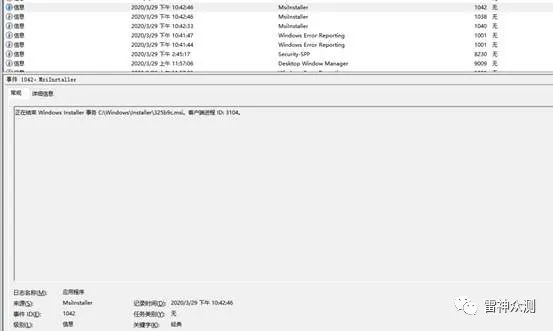 信息 2020/3/29 下午 10:42:46 MsiInstaller 1042 无
信息 2020/3/29 下午 10:42:46 MsiInstaller 1038 无
信息 2020/3/29 下午 10:42:33 MsiInstaller 1040 无
信息 2020/3/29 下午 10:41:47 Windows Error Reporting 1001 无
信息 2020/3/29 下午 10:41:44 Windows Error Reporting 1001 无
信息 2020/3/29 下午 2:45:17 Security-SPP 8230 无
信息 2020/3/29 上午 11:57:06 Desktop Window Manager 9009 无
事件 1042, MsiInstaller
常规 详细信息
正在结束 Windows Installer 事务 C:\Windows\Installer\325b9c.msi。客户端进程 ID: 3104。
日志名称(M): 应用程序
来源(S): MsiInstaller 记录时间(D): 2020/3/29 下午 10:42:46
事件 ID(E): 1042 任务类别(Y): 无
级别(L): 信息 关键字(K): 经典
雷神众测